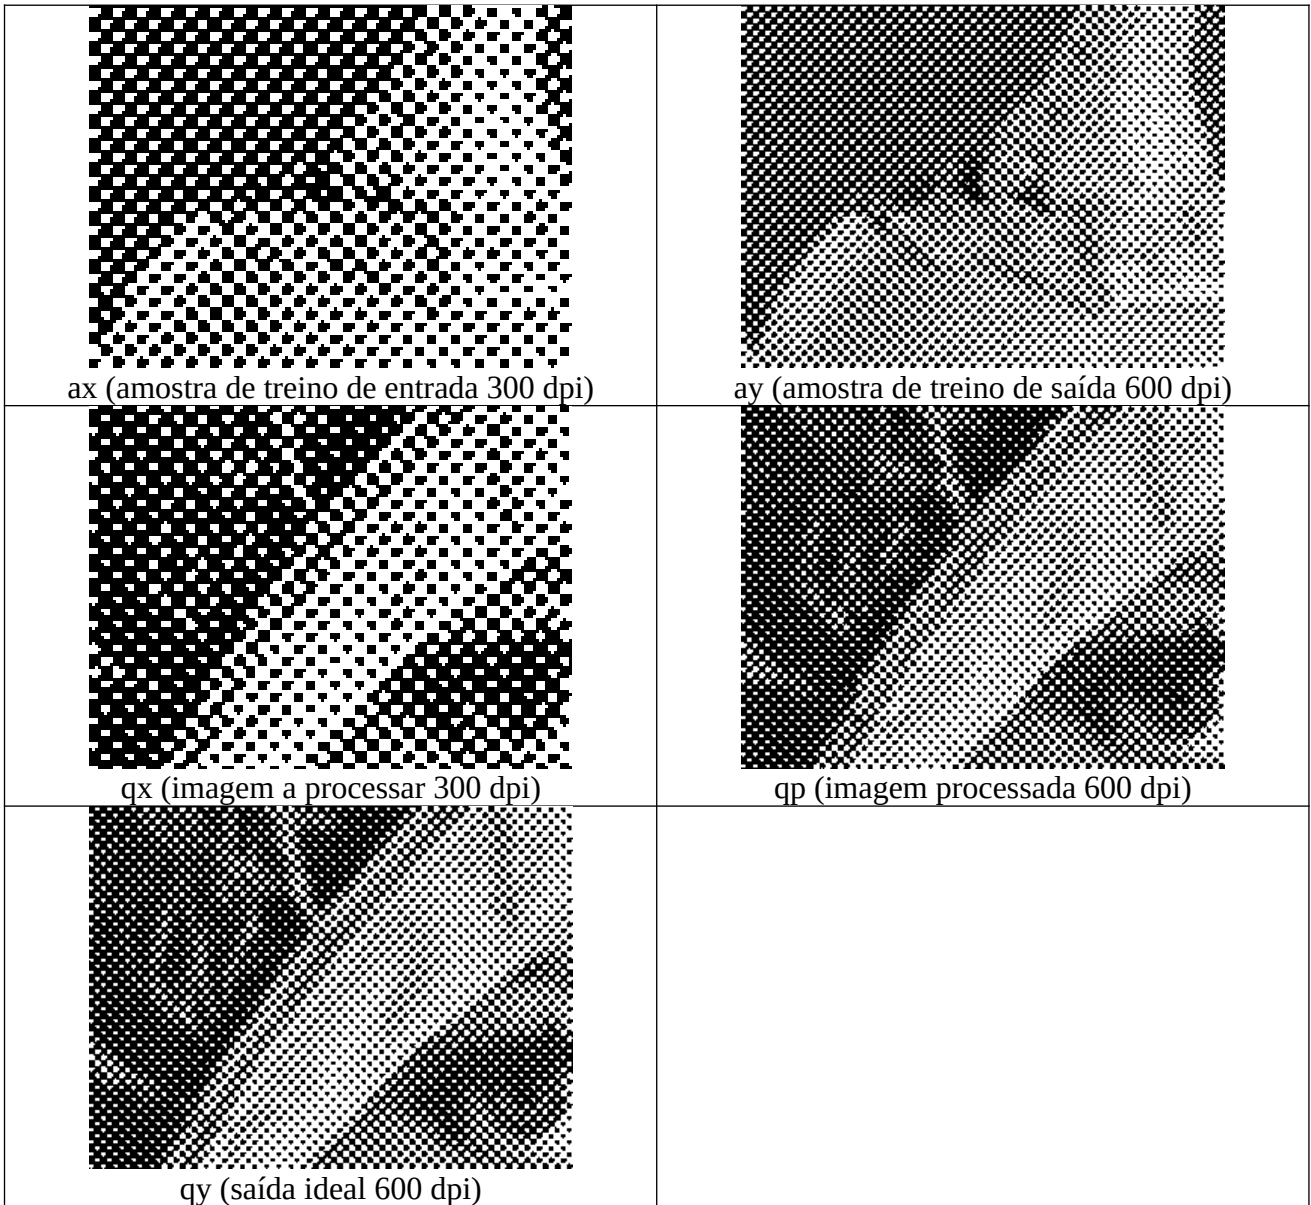 ax (amostra de treino de entrada 300 dpi)
ay (amostra de treino de saída 600 dpi)
qx (imagem a processar 300 dpi)
qp (imagem processada 600 dpi)
qy (saída ideal 600 dpi)